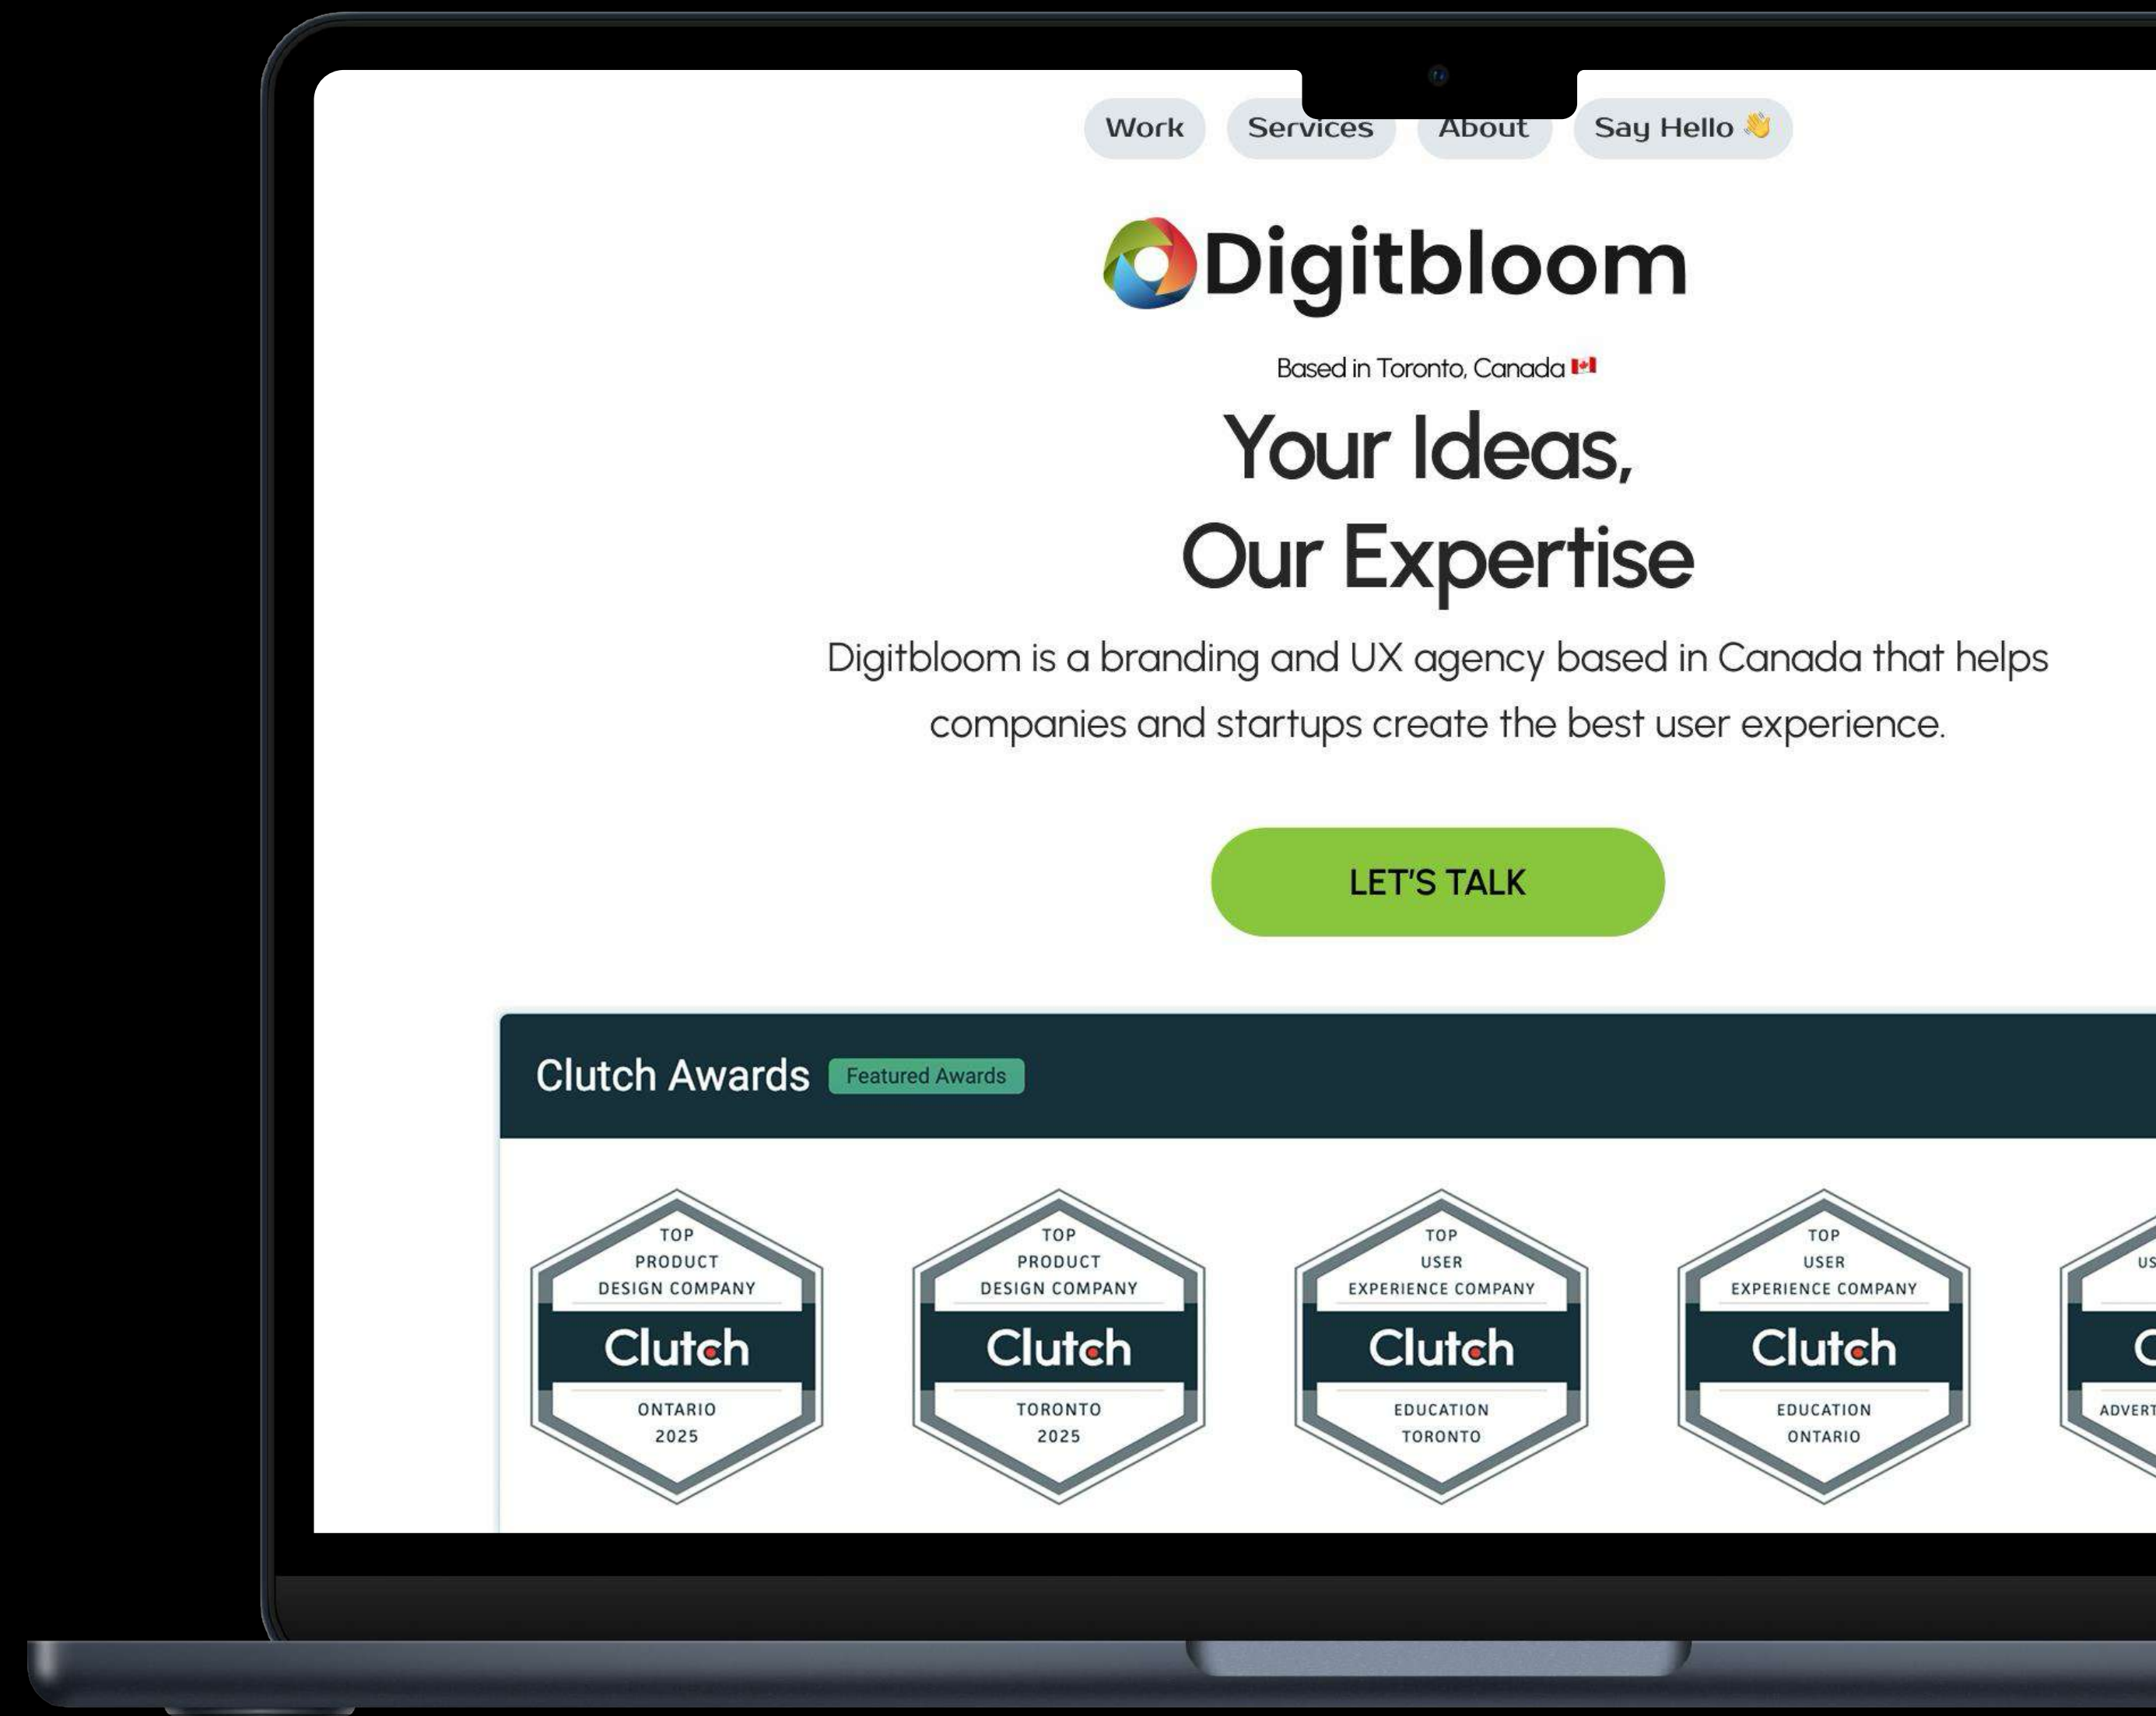 Work Services About Say Hello 👋
Digitbloom
Based in Toronto, Canada 🇨🇦
Your Ideas,
Our Expertise
Digitbloom is a branding and UX agency based in Canada that helps
companies and startups create the best user experience.
LET'S TALK
Clutch Awards Featured Awards
TOP
PRODUCT
DESIGN COMPANY
Clutch
ONTARIO
2025
TOP
PRODUCT
DESIGN COMPANY
Clutch
TORONTO
2025
TOP
USER
EXPERIENCE COMPANY
Clutch
EDUCATION
TORONTO
TOP
USER
EXPERIENCE COMPANY
Clutch
EDUCATION
ONTARIO